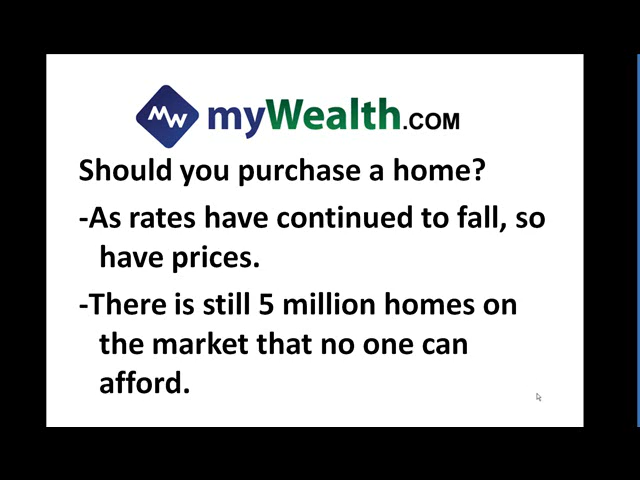 MW myWealth.COM
Should you purchase a home?
-As rates have continued to fall, so
have prices.
-There is still 5 million homes on
the market that no one can
afford.